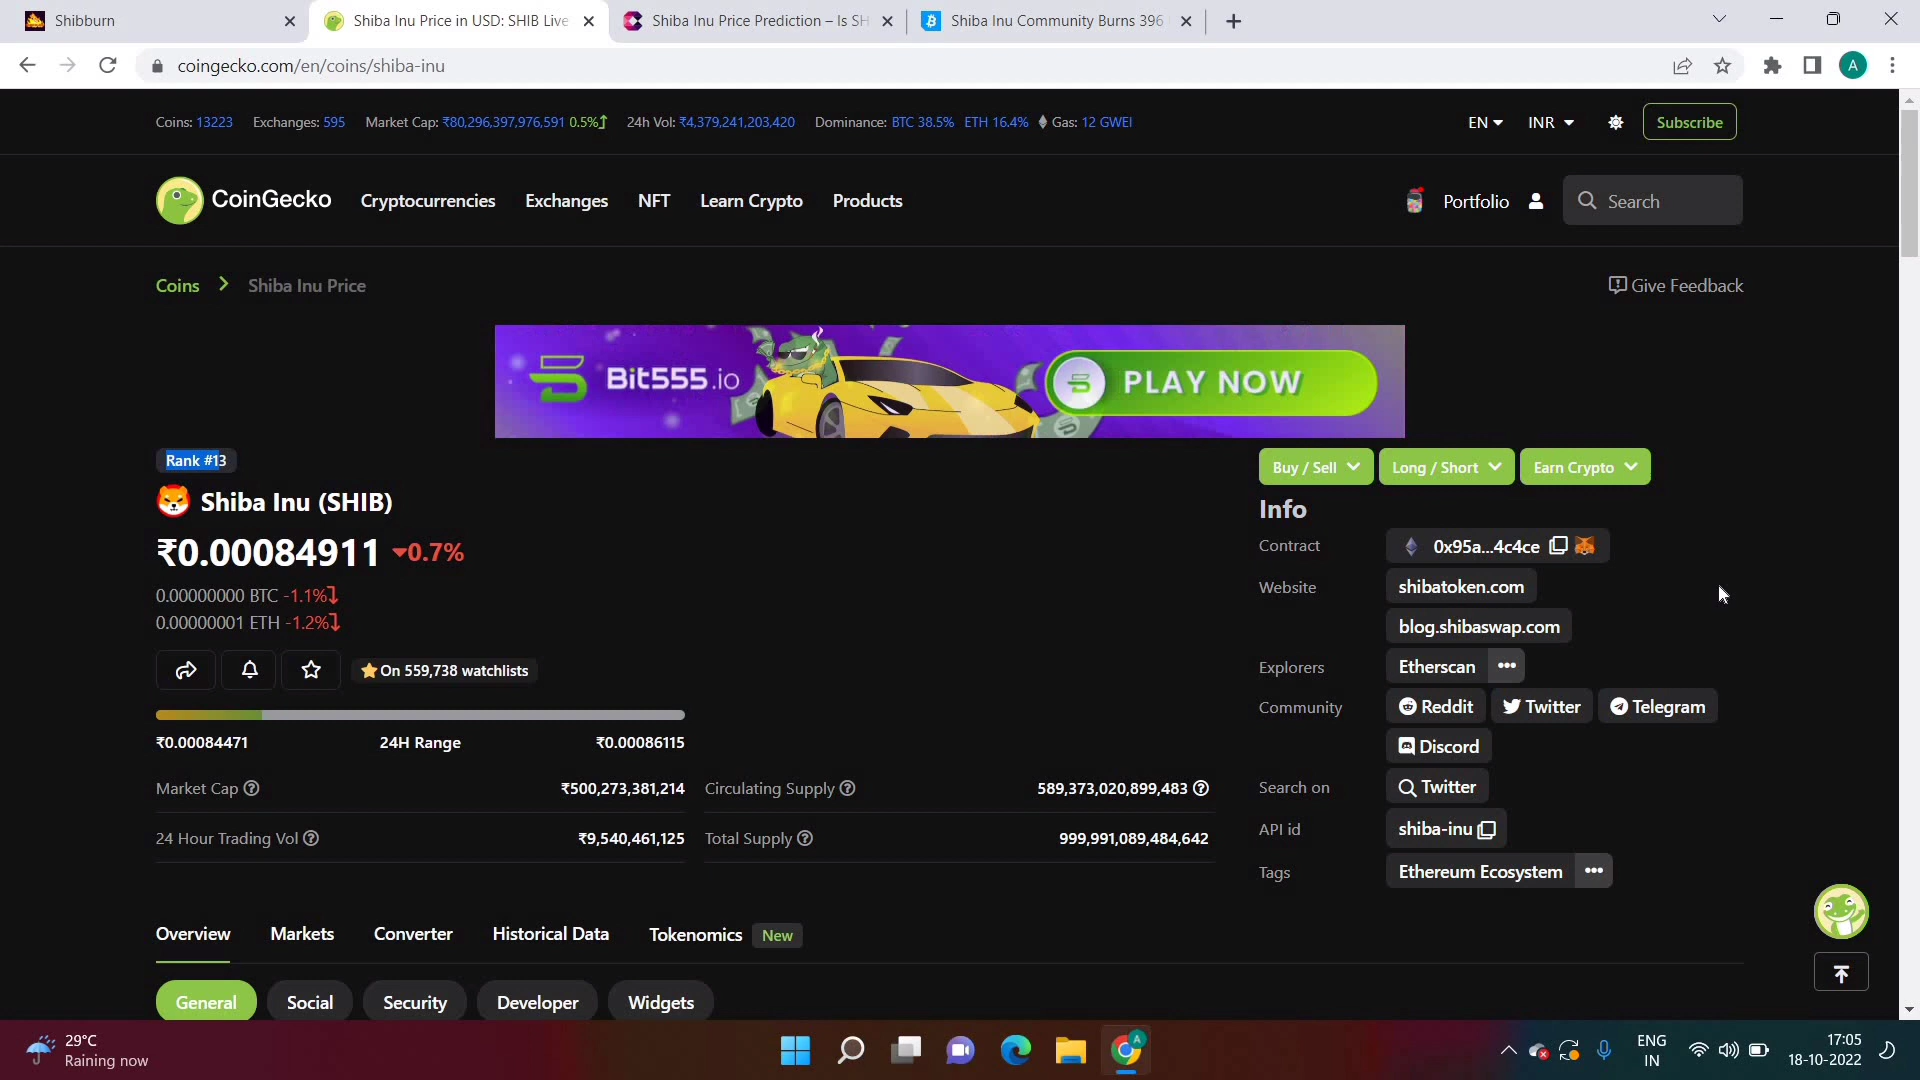 Shibburn
Shiba Inu Price in USD: SHIB Live
Shiba Inu Price Prediction – Is SH
Shiba Inu Community Burns 396
coingecko.com/en/coins/shiba-inu
A
Coins: 13223 Exchanges: 595 Market Cap: ₹80,296,397,976,591 0.5% 24h Vol: ₹4,379,241,203,420 Dominance: BTC 38.5% ETH 16.4% Gas: 12 GWEI
EN INR Subscribe
CoinGecko Cryptocurrencies Exchanges NFT Learn Crypto Products
Portfolio Search
Coins Shiba Inu Price
Give Feedback
Bit555.io PLAY NOW
Rank #13
Shiba Inu (SHIB)
₹0.00084911 0.7%
0.00000000 BTC -1.1%
0.00000001 ETH -1.2%
On 559,738 watchlists
₹0.00084471 24H Range ₹0.00086115
Market Cap ₹500,273,381,214 Circulating Supply 589,373,020,899,483
24 Hour Trading Vol ₹9,540,461,125 Total Supply 999,991,089,484,642
Buy / Sell Long / Short Earn Crypto
Info
Contract 0x95a...4c4ce
Website shibatoken.com
blog.shibaswap.com
Explorers Etherscan
Community Reddit Twitter Telegram
Discord
Search on Twitter
API id shiba-inu
Tags Ethereum Ecosystem
Overview Markets Converter Historical Data Tokenomics New
General Social Security Developer Widgets
29°C
Raining now
A
ENG
IN
17:05
18-10-2022